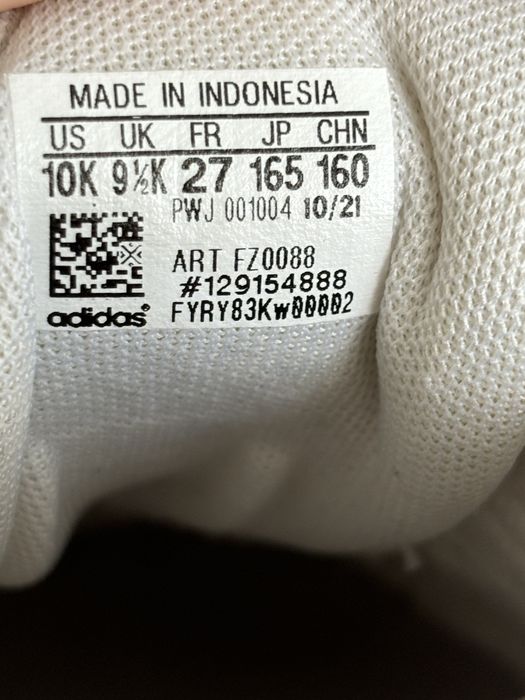 MADE IN INDONESIA
US UK FR JP CHN
10K 9½K 27 165 160
PWJ 001004 10/21
ART FZ0088
#129154888
adidas® FYRY83Kw00002